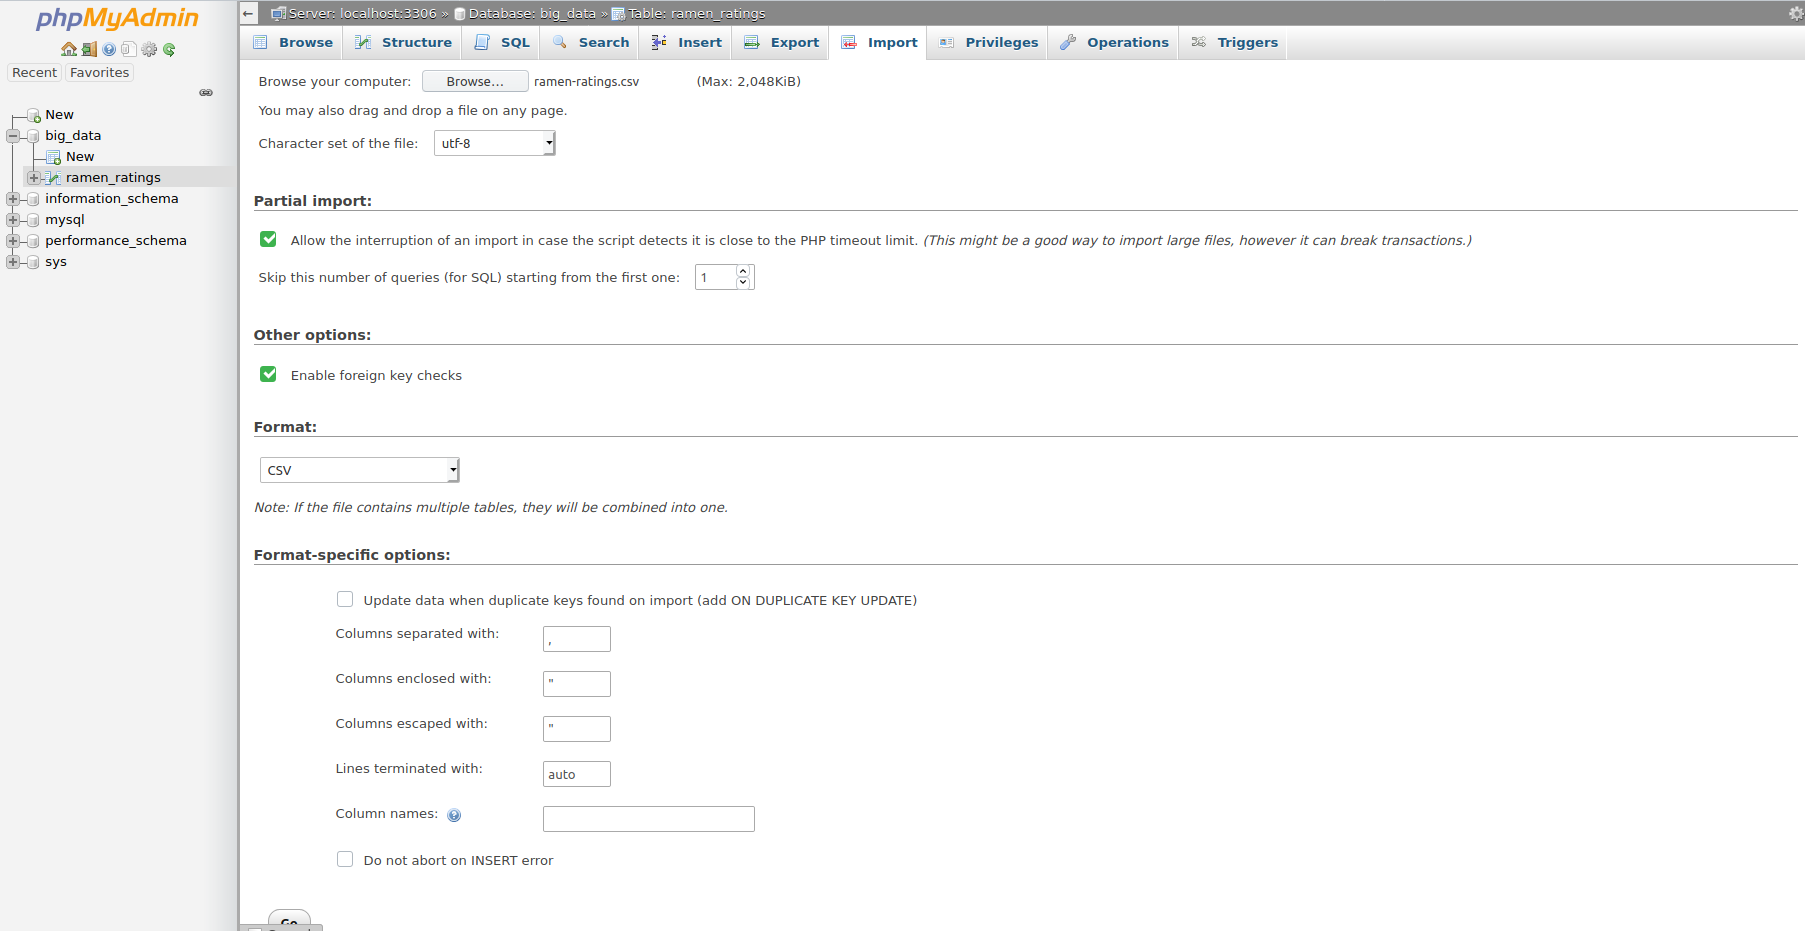 phpMyAdmin
Recent Favorites
New
big_data
New
ramen_ratings
information_schema
mysql
performance_schema
sys
← Server: localhost:3306 » Database: big_data » Table: ramen_ratings
Browse Structure SQL Search Insert Export Import Privileges Operations Triggers
Browse your computer: Browse... ramen-ratings.csv (Max: 2,048KiB)
You may also drag and drop a file on any page.
Character set of the file: utf-8
Partial import:
Allow the interruption of an import in case the script detects it is close to the PHP timeout limit. (This might be a good way to import large files, however it can break transactions.)
Skip this number of queries (for SQL) starting from the first one: 1
Other options:
Enable foreign key checks
Format:
CSV
Note: If the file contains multiple tables, they will be combined into one.
Format-specific options:
Update data when duplicate keys found on import (add ON DUPLICATE KEY UPDATE)
Columns separated with: ,
Columns enclosed with: "
Columns escaped with: "
Lines terminated with: auto
Column names:
Do not abort on INSERT error
Go